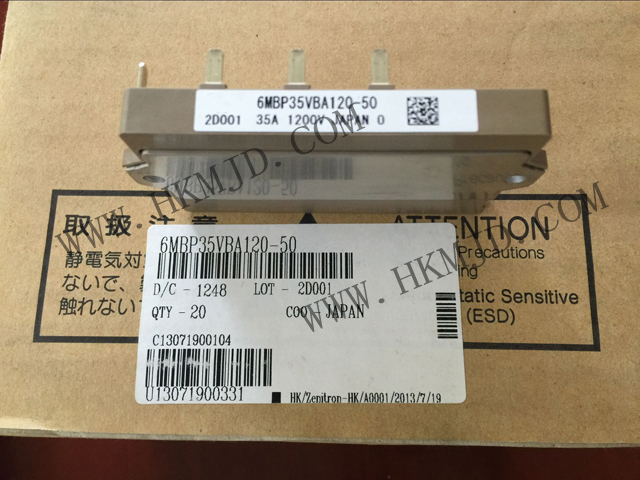 6MBP35VBA120-50
2D001 35A 1200V JAPAN O
WWW.HKMJD.COM
取 扱 注 意
ATTENTION
静電気対
Precautions
ないで、
触れない
Static Sensitive
(ESD)
6MBP35VBA120-50
D/C - 1248 LOT - 2D001
QTY - 20 COO - JAPAN
C13071900104
U13071900331
HK/Zenitron-HK/A0001/2013/7/19
WWW.HKMJD.COM